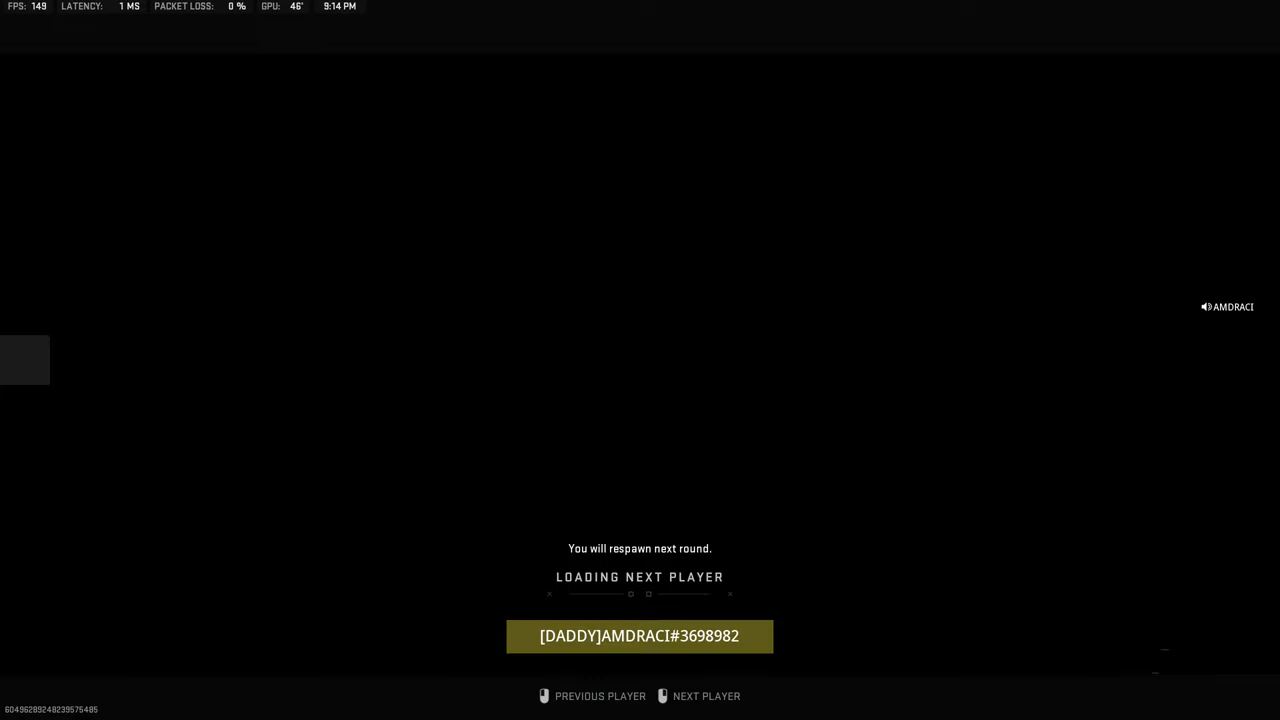 FPS: 149 LATENCY: 1 MS PACKET LOSS: 0 % GPU: 46° 9:14 PM
AMDRACI
You will respawn next round.
LOADING NEXT PLAYER
[DADDY]AMDRACI#3698982
PREVIOUS PLAYER NEXT PLAYER
60496289248239575485